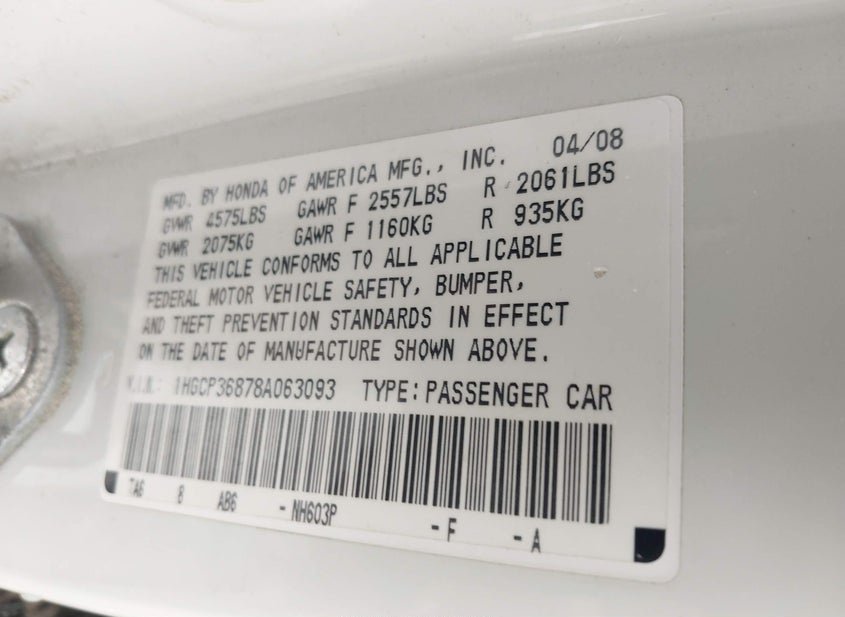 MFD. BY HONDA OF AMERICA MFG., INC. 04/08
GVWR 4575LBS GAWR F 2557LBS R 2061LBS
GVWR 2075KG GAWR F 1160KG R 935KG
THIS VEHICLE CONFORMS TO ALL APPLICABLE
FEDERAL MOTOR VEHICLE SAFETY, BUMPER,
AND THEFT PREVENTION STANDARDS IN EFFECT
ON THE DATE OF MANUFACTURE SHOWN ABOVE.
V.I.N.: 1HGCP36878A063093 TYPE: PASSENGER CAR
TA6 8 AB6 - NH603P - F - A